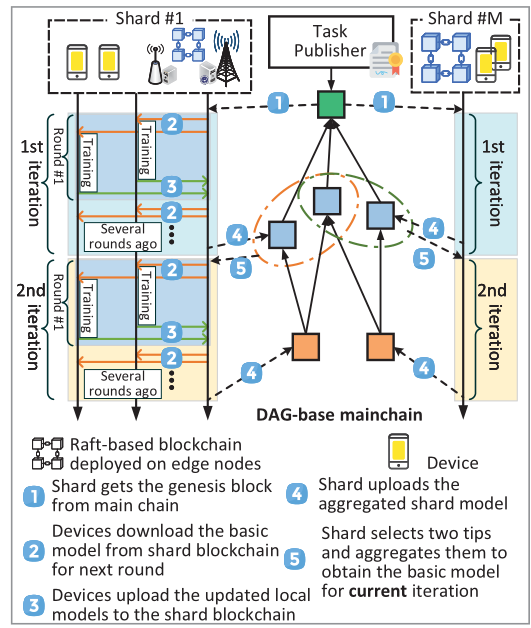 Shard #1
Task
Publisher
Shard #M
1
1
1st
iteration
Round #1
Training
Training
2
3
2
Several
rounds ago
4
5
4
5
1st
iteration
2nd
iteration
Round #1
Training
Training
2
3
2
Several
rounds ago
4
4
2nd
iteration
DAG-base mainchain
Raft-based blockchain
deployed on edge nodes
Device
1 Shard gets the genesis block
from main chain
2 Devices download the basic
model from shard blockchain
for next round
3 Devices upload the updated local
models to the shard blockchain
4 Shard uploads the
aggregated shard model
5 Shard selects two tips
and aggregates them to
obtain the basic model
for current iteration